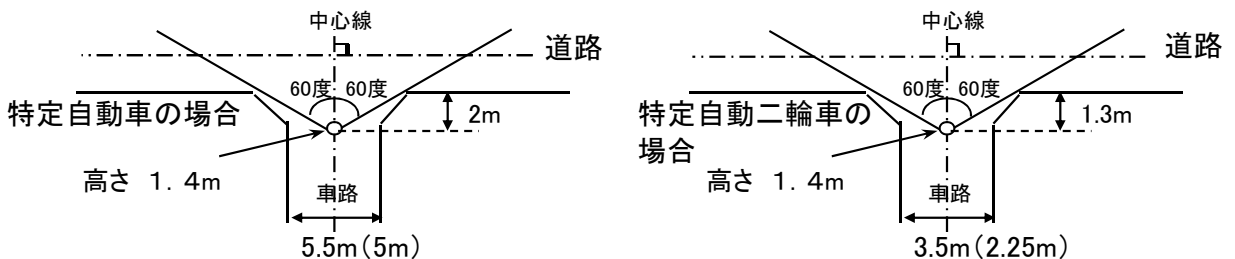 中心線
道路
60度 60度
特定自動車の場合
2m
高さ 1.4m
車路
5.5m(5m)
中心線
道路
60度 60度
特定自動二輪車の
場合
1.3m
高さ 1.4m
車路
3.5m(2.25m)